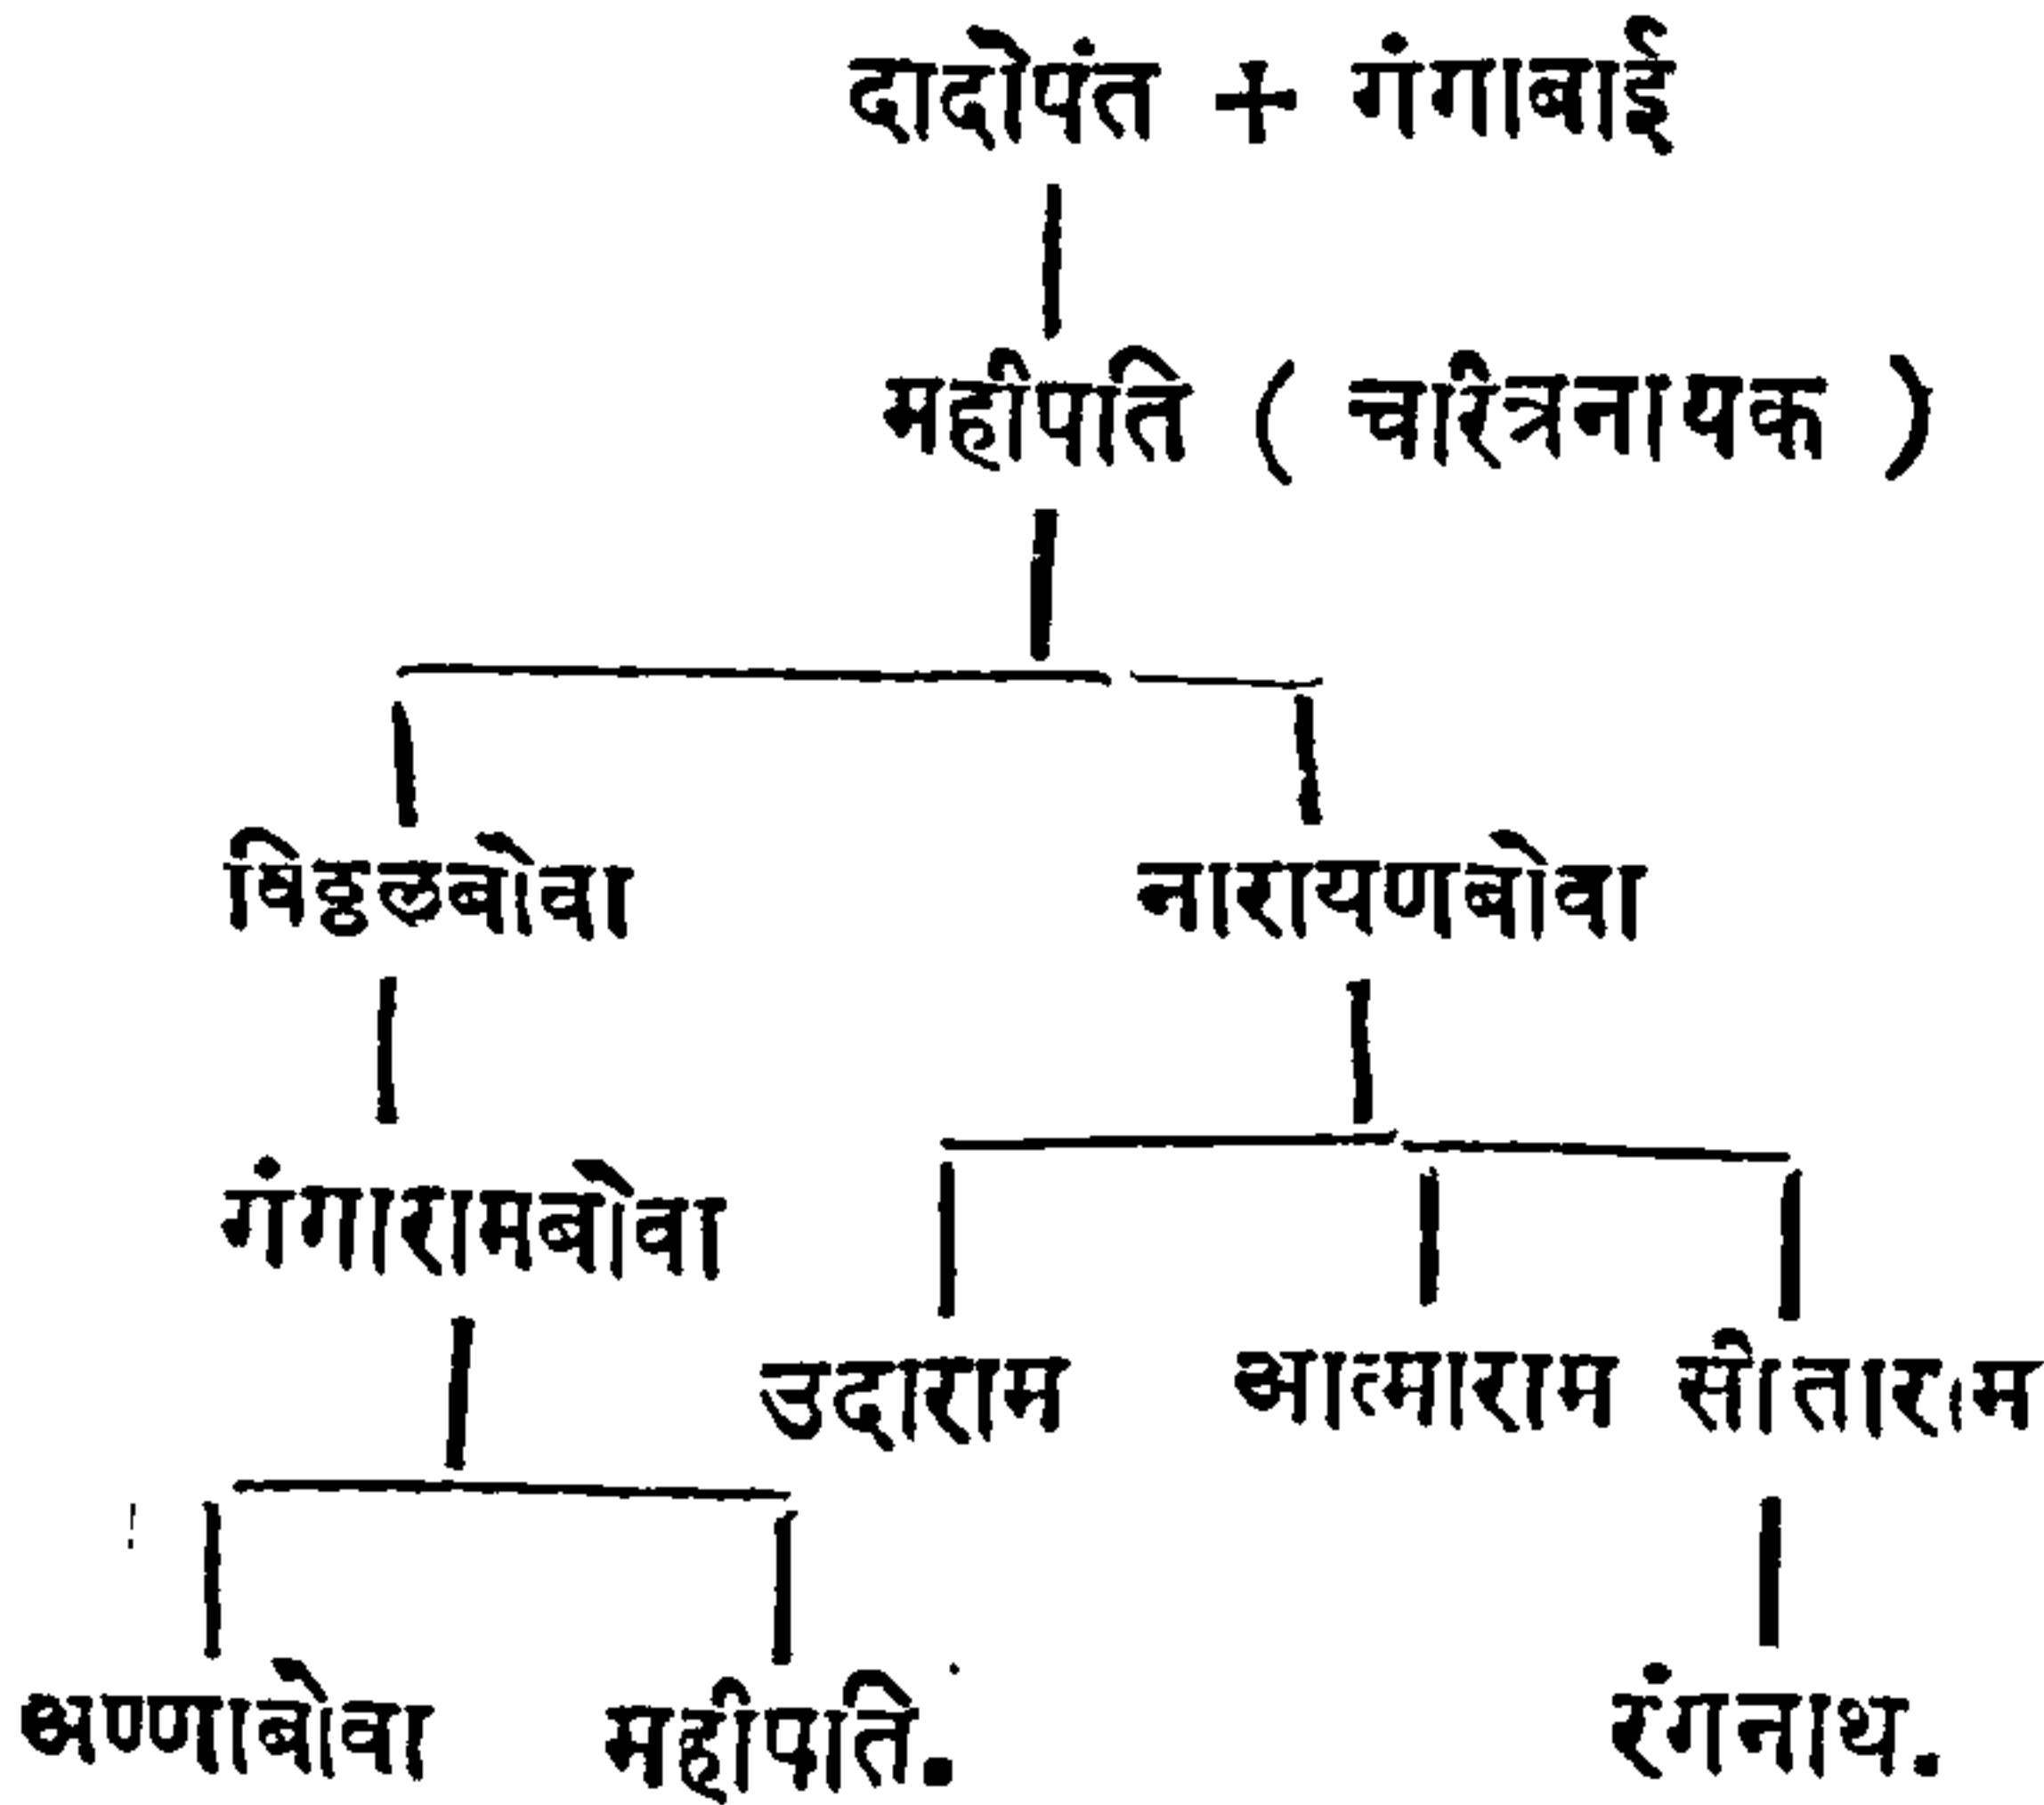 दादोपंत + गंगाबाई
महीपति ( चरित्रनायक )
विठ्ठलबोवा नारायणबोवा
गंगारामबोवा
उदाराम आत्माराम सीताराम
अण्णाबोवा महीपति. रंगनाथ.